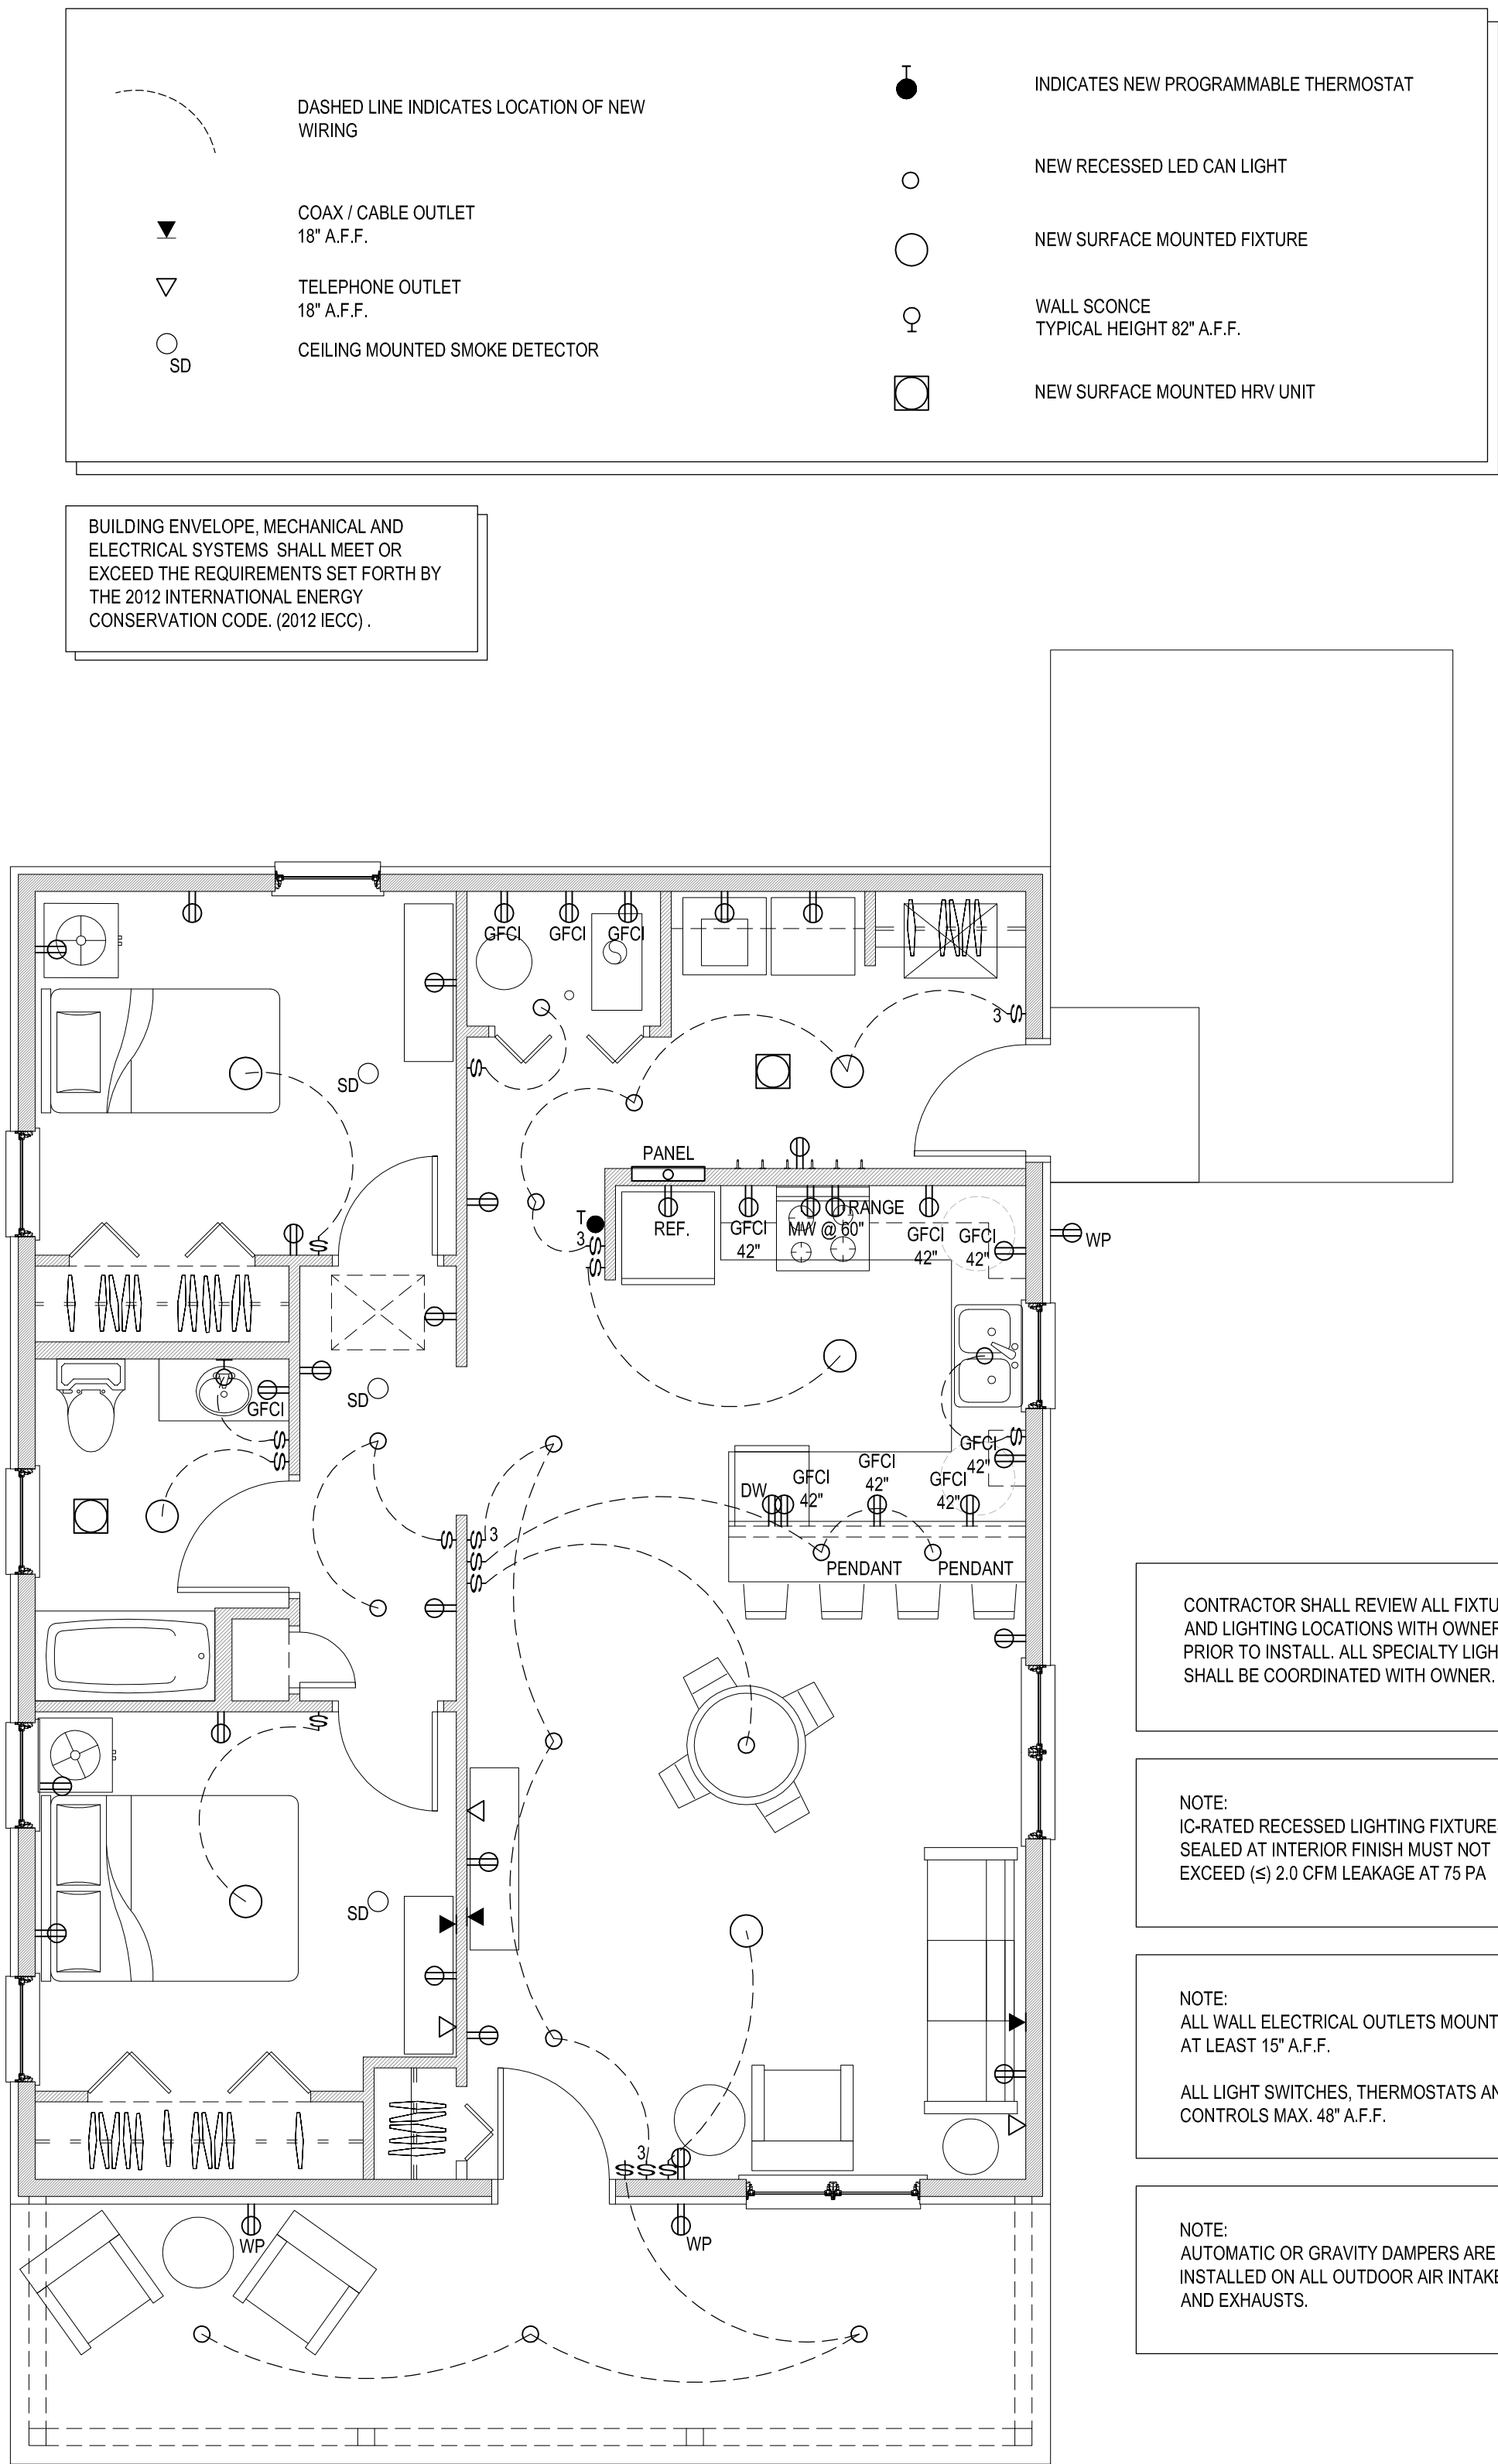 DASHED LINE INDICATES LOCATION OF NEW
WIRING
COAX / CABLE OUTLET
18" A.F.F.
TELEPHONE OUTLET
18" A.F.F.
SD
CEILING MOUNTED SMOKE DETECTOR
T
INDICATES NEW PROGRAMMABLE THERMOSTAT
NEW RECESSED LED CAN LIGHT
NEW SURFACE MOUNTED FIXTURE
WALL SCONCE
TYPICAL HEIGHT 82" A.F.F.
NEW SURFACE MOUNTED HRV UNIT
BUILDING ENVELOPE, MECHANICAL AND
ELECTRICAL SYSTEMS SHALL MEET OR
EXCEED THE REQUIREMENTS SET FORTH BY
THE 2012 INTERNATIONAL ENERGY
CONSERVATION CODE. (2012 IECC) .
GFCI
GFCI
GFCI
3 S
S
SD
PANEL
T
3 S
S
S
REF.
GFCI
42"
MW @ 60"
RANGE
GFCI
42"
GFCI
42"
WP
GFCI
S
S
SD
S
S 3
S
S
DW
GFCI
42"
GFCI
42"
GFCI
42"
GFCI
42"
S
PENDANT
PENDANT
S
SD
3
S S S
WP
WP
CONTRACTOR SHALL REVIEW ALL
AND LIGHTING LOCATIONS WITH OWNER
PRIOR TO INSTALL. ALL SPECIALTY
SHALL BE COORDINATED WITH OWNER.
NOTE:
IC-RATED RECESSED LIGHTING FIXTURE
SEALED AT INTERIOR FINISH MUST NOT
EXCEED (≤) 2.0 CFM LEAKAGE AT 75 PA
NOTE:
ALL WALL ELECTRICAL OUTLETS
AT LEAST 15" A.F.F.
ALL LIGHT SWITCHES, THERMOSTATS
CONTROLS MAX. 48" A.F.F.
NOTE:
AUTOMATIC OR GRAVITY DAMPERS ARE
INSTALLED ON ALL OUTDOOR AIR INTAKE
AND EXHAUSTS.